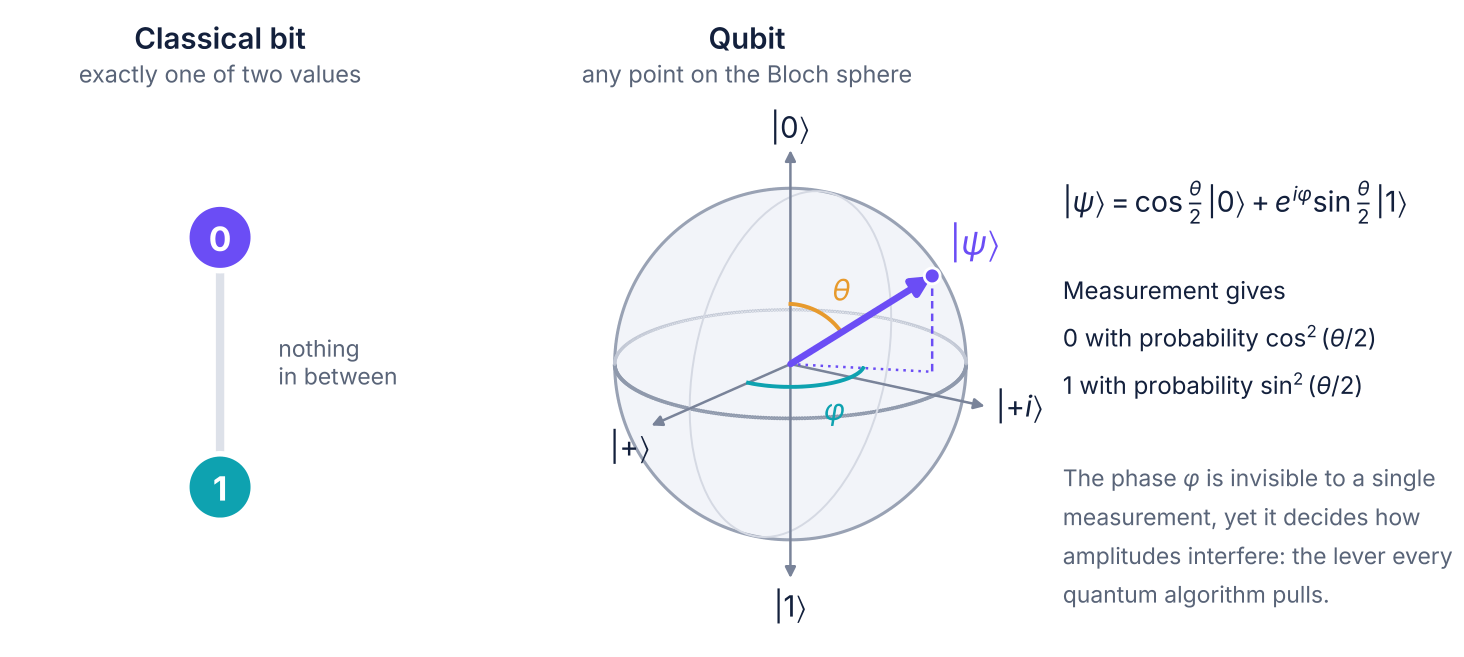 Classical bit
exactly one of two values
0
nothing
in between
1
Qubit
any point on the Bloch sphere
|0⟩
|ψ⟩
θ
φ
|+i⟩
|+⟩
|1⟩
|ψ⟩ = cos θ/2 |0⟩ + e^{iφ} sin θ/2 |1⟩
Measurement gives
0 with probability cos² (θ/2)
1 with probability sin² (θ/2)
The phase φ is invisible to a single
measurement, yet it decides how
amplitudes interfere: the lever every
quantum algorithm pulls.